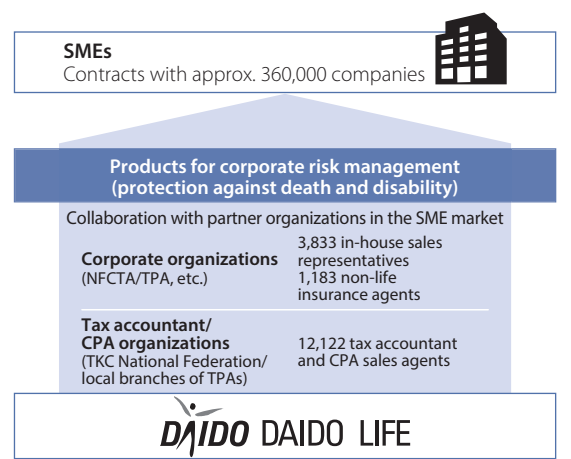 SMEs
Contracts with approx. 360,000 companies
Products for corporate risk management
(protection against death and disability)
Collaboration with partner organizations in the SME market
Corporate organizations
(NFCTA/TPA, etc.)
3,833 in-house sales
representatives
1,183 non-life
insurance agents
Tax accountant/
CPA organizations
(TKC National Federation/
local branches of TPAs)
12,122 tax accountant
and CPA sales agents
DAIDO DAIDO LIFE